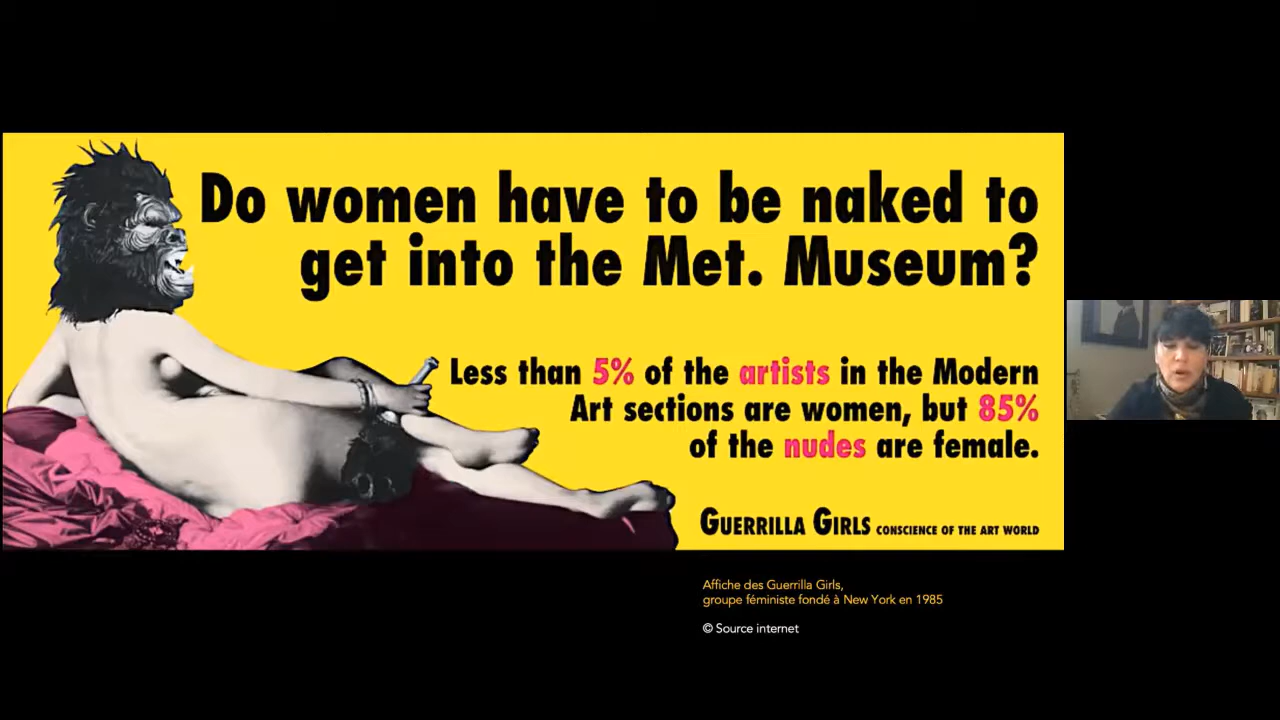 Do women have to be naked to
get into the Met. Museum?
Less than 5% of the artists in the Modern
Art sections are women, but 85%
of the nudes are female.
GUERRILLA GIRLS CONSCIENCE OF THE ART WORLD
Affiche des Guerrilla Girls,
groupe féministe fondé à New York en 1985
© Source internet